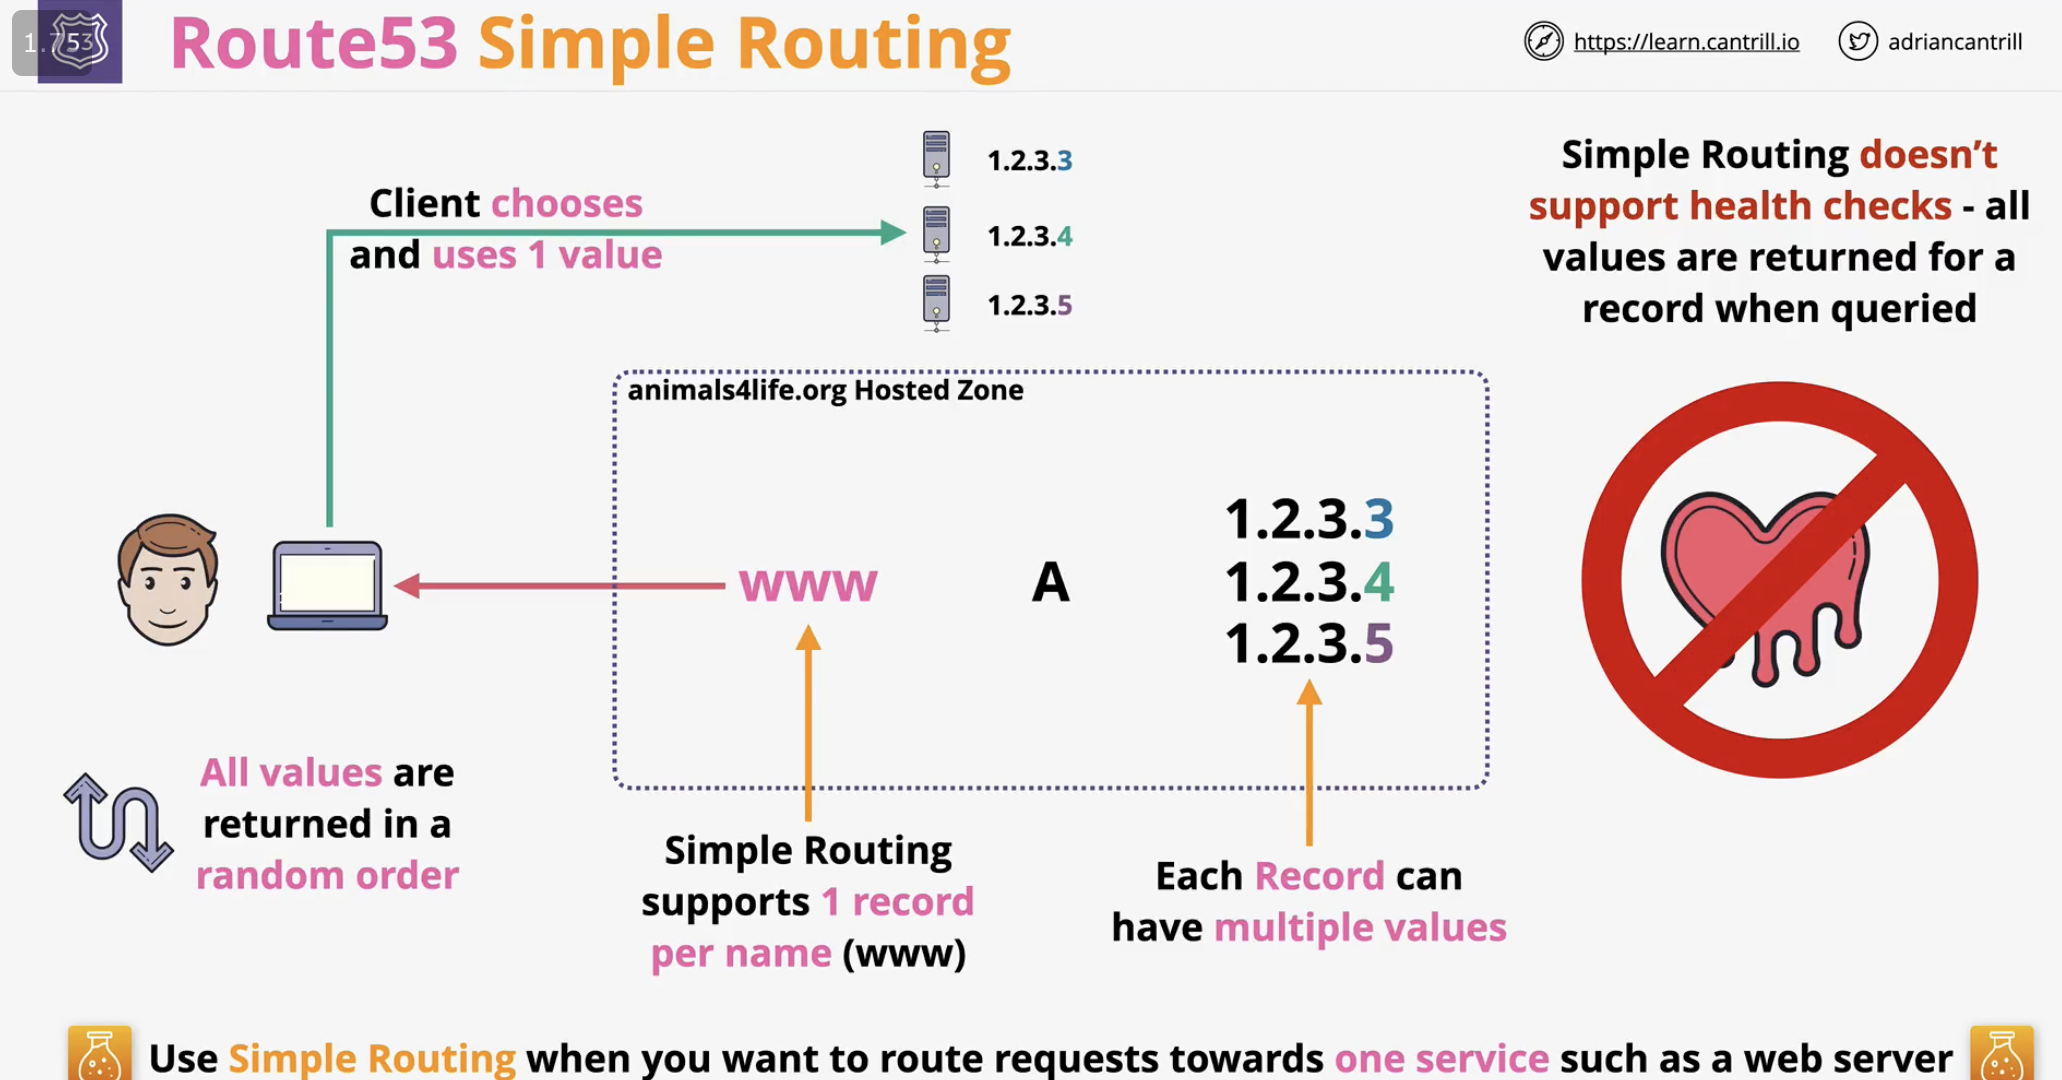 1.
53
Route53 Simple Routing
https://learn.cantrill.io
adriancantrill
Client chooses
and uses 1 value
1.2.3.3
1.2.3.4
1.2.3.5
Simple Routing doesn’t
support health checks - all
values are returned for a
record when queried
animals4life.org Hosted Zone
www
A
1.2.3.3
1.2.3.4
1.2.3.5
All values are
returned in a
random order
Simple Routing
supports 1 record
per name (www)
Each Record can
have multiple values
Use Simple Routing when you want to route requests towards one service such as a web server